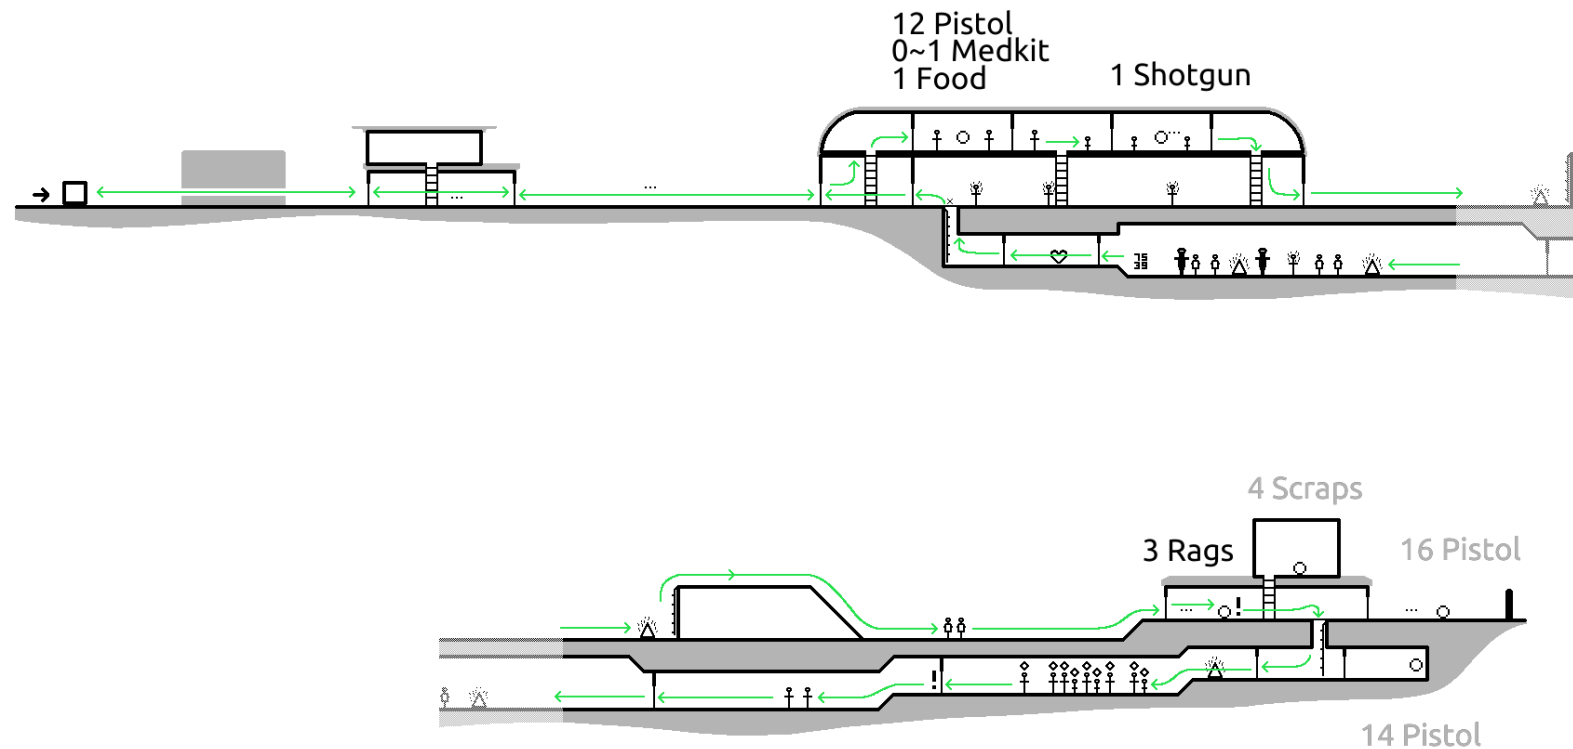 12 Pistol
0~1 Medkit
1 Food
1 Shotgun
4 Scraps
3 Rags
16 Pistol
14 Pistol